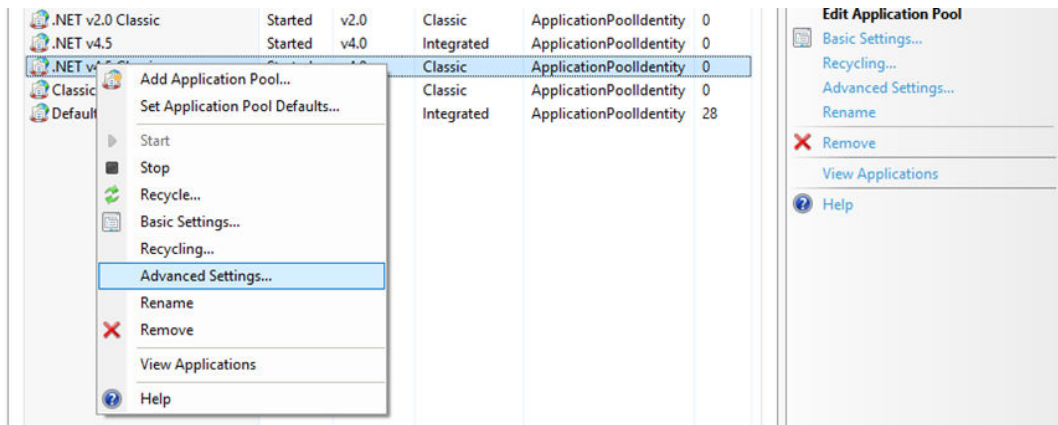 .NET v2.0 Classic Started v2.0 Classic ApplicationPoolIdentity 0
.NET v4.5 Started v4.0 Integrated ApplicationPoolIdentity 0
.NET Classic ApplicationPoolIdentity 0
Classic Classic ApplicationPoolIdentity 0
Default Integrated ApplicationPoolIdentity 28
Add Application Pool...
Set Application Pool Defaults...
Start
Stop
Recycle...
Basic Settings...
Recycling...
Advanced Settings...
Rename
Remove
View Applications
Help
Edit Application Pool
Basic Settings...
Recycling...
Advanced Settings...
Rename
Remove
View Applications
Help